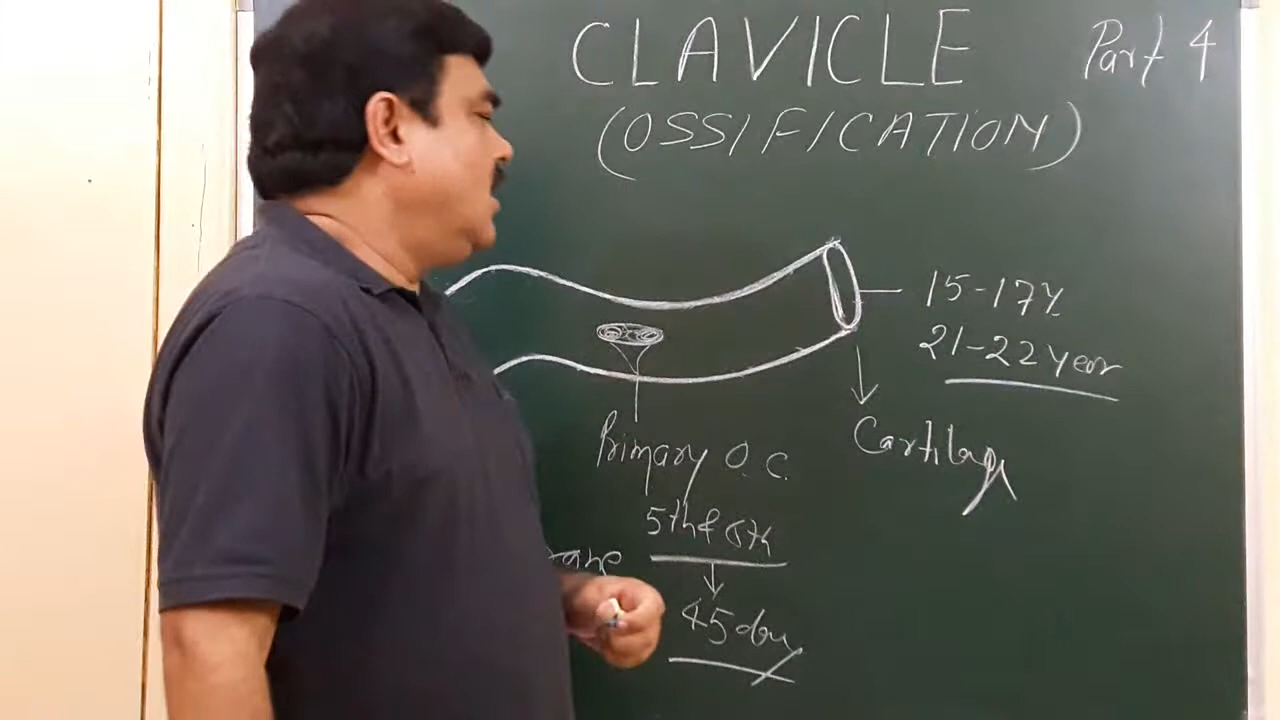 CLAVICLE
Part 4
(OSSIFICATION)
15-17y
21-22 year
Cartilage
Primary O.C.
5th & 6th
45 day